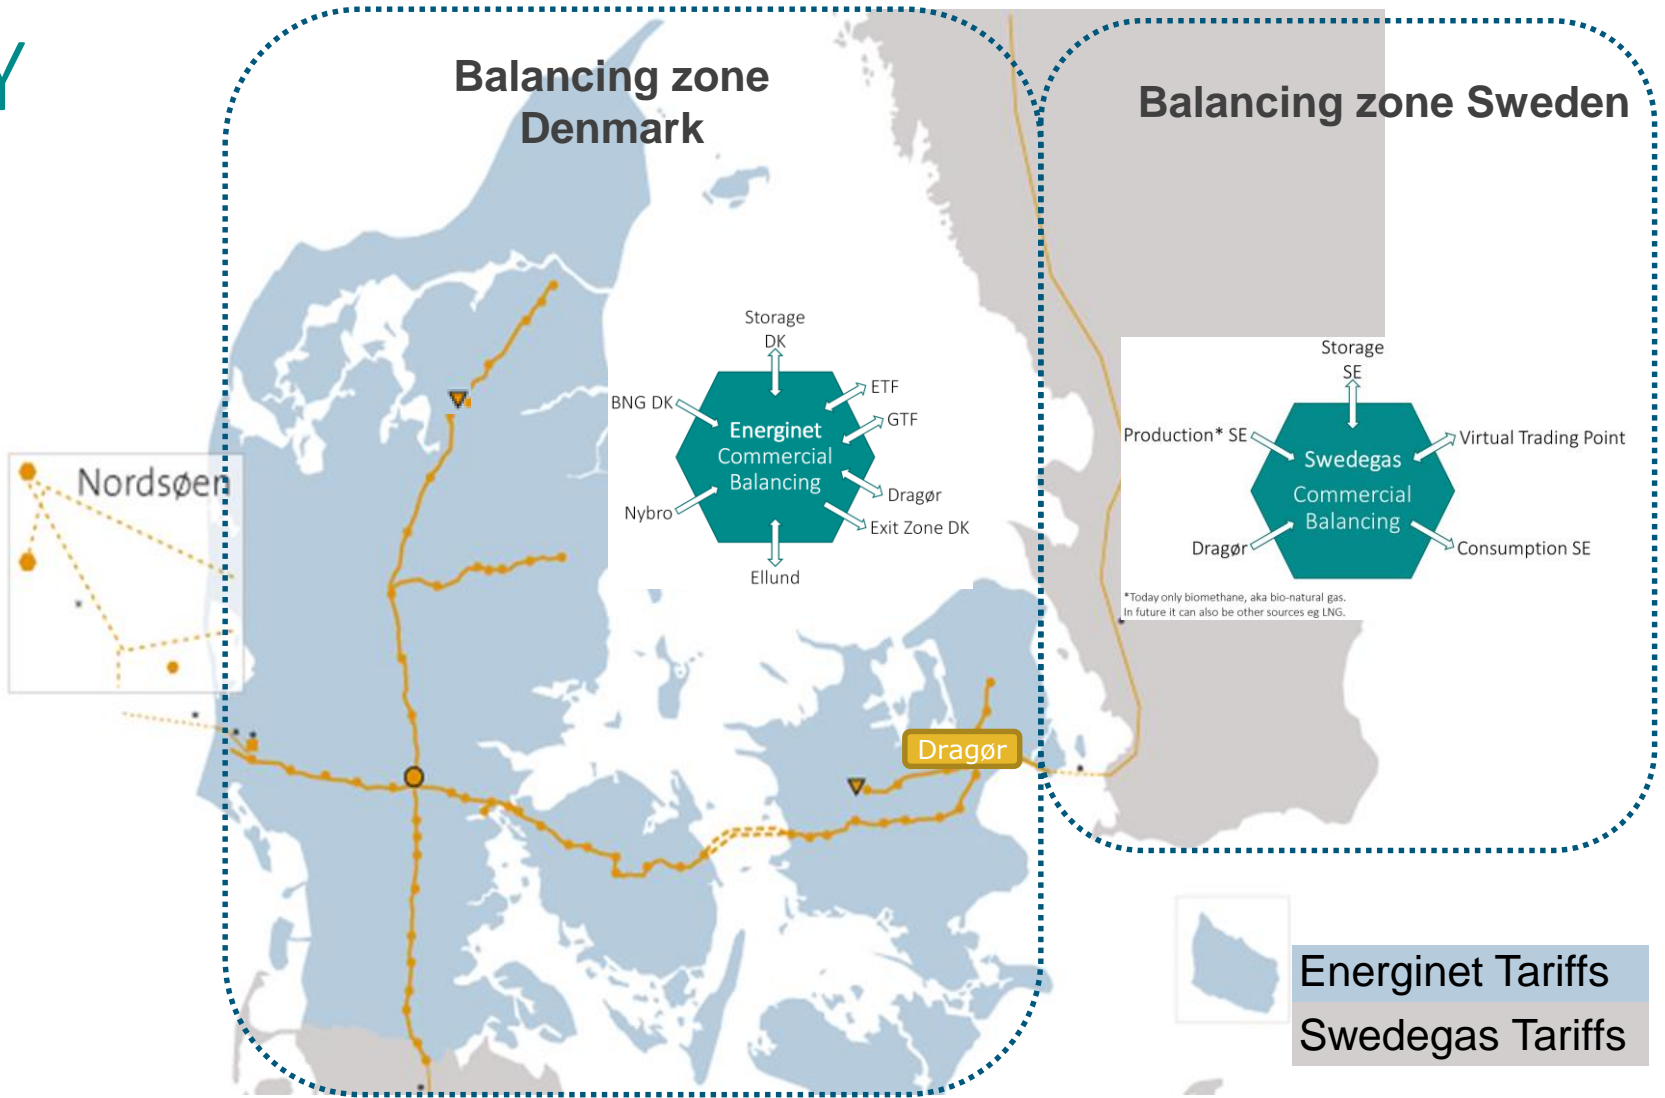 Y
Balancing zone
Denmark
Balancing zone Sweden
Nordsøen
Storage
DK
BNG DK
ETF
GTF
Energinet
Commercial
Balancing
Nybro
Dragør
Exit Zone DK
Ellund
Storage
SE
Production* SE
Virtual Trading Point
Swedegas
Commercial
Balancing
Dragør
Consumption SE
*Today only biomethane, aka bio-natural gas.
In future it can also be other sources eg LNG.
Dragør
Energinet Tariffs
Swedegas Tariffs